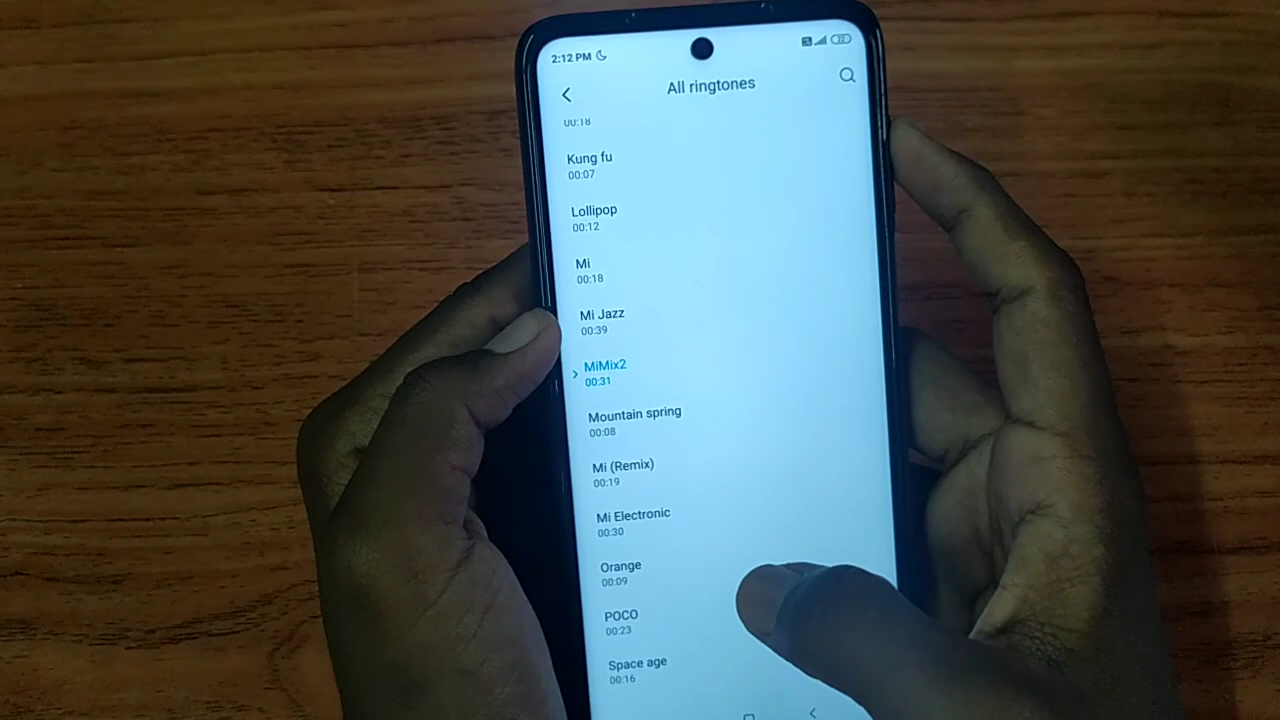 2:12 PM
22
All ringtones
00:18
Kung fu
00:07
Lollipop
00:12
Mi
00:18
Mi Jazz
00:39
MiMix2
00:31
Mountain spring
00:08
Mi (Remix)
00:19
Mi Electronic
00:30
Orange
00:09
POCO
00:23
Space age
00:16